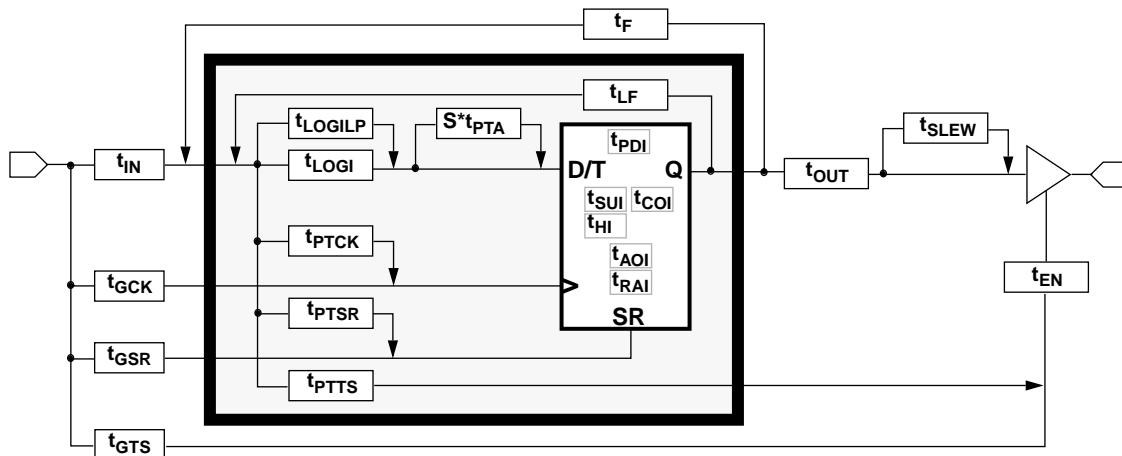 tF
tLF
tLOGILP
S*tPTA
tSLEW
tPDI
tIN
tLOGI
D/T
Q
tOUT
tSUI
tCOI
tHI
tPTCK
tAOI
tGCK
tRAI
tEN
tPTSR
SR
tGSR
tPTTS
tGTS